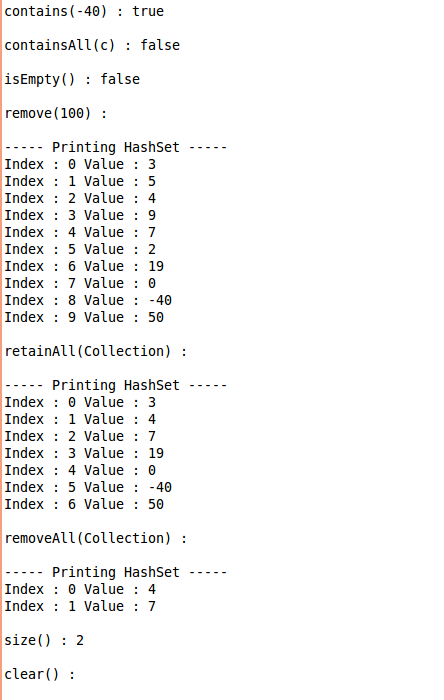 contains(-40) : true
containsAll(c) : false
isEmpty() : false
remove(100) :
----- Printing HashSet -----
Index : 0 Value : 3
Index : 1 Value : 5
Index : 2 Value : 4
Index : 3 Value : 9
Index : 4 Value : 7
Index : 5 Value : 2
Index : 6 Value : 19
Index : 7 Value : 0
Index : 8 Value : -40
Index : 9 Value : 50
retainAll(Collection) :
----- Printing HashSet -----
Index : 0 Value : 3
Index : 1 Value : 4
Index : 2 Value : 7
Index : 3 Value : 19
Index : 4 Value : 0
Index : 5 Value : -40
Index : 6 Value : 50
removeAll(Collection) :
----- Printing HashSet -----
Index : 0 Value : 4
Index : 1 Value : 7
size() : 2
clear() :